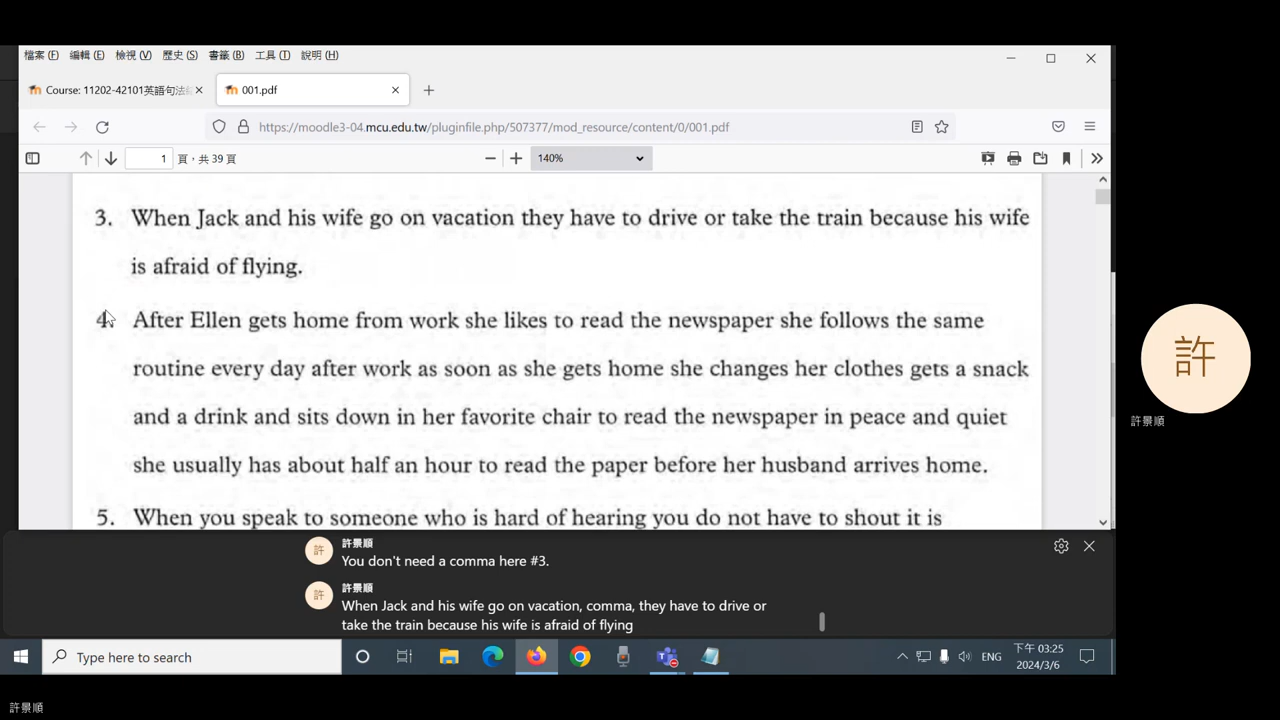 檔案(F) 編輯(E) 檢視(V) 歷史(S) 書籤(B) 工具(T) 說明(H)
Course: 11202-42101英語句法
001.pdf
https://moodle3-04.mcu.edu.tw/pluginfile.php/507377/mod_resource/content/0/001.pdf
1 頁，共 39 頁
140%
3. When Jack and his wife go on vacation they have to drive or take the train because his wife
is afraid of flying.
4. After Ellen gets home from work she likes to read the newspaper she follows the same
routine every day after work as soon as she gets home she changes her clothes gets a snack
and a drink and sits down in her favorite chair to read the newspaper in peace and quiet
she usually has about half an hour to read the paper before her husband arrives home.
5. When you speak to someone who is hard of hearing you do not have to shout it is
許
許景順
許
許景順
You don't need a comma here #3.
許
許景順
When Jack and his wife go on vacation, comma, they have to drive or
take the train because his wife is afraid of flying
Type here to search
ENG
下午 03:25
2024/3/6
許景順